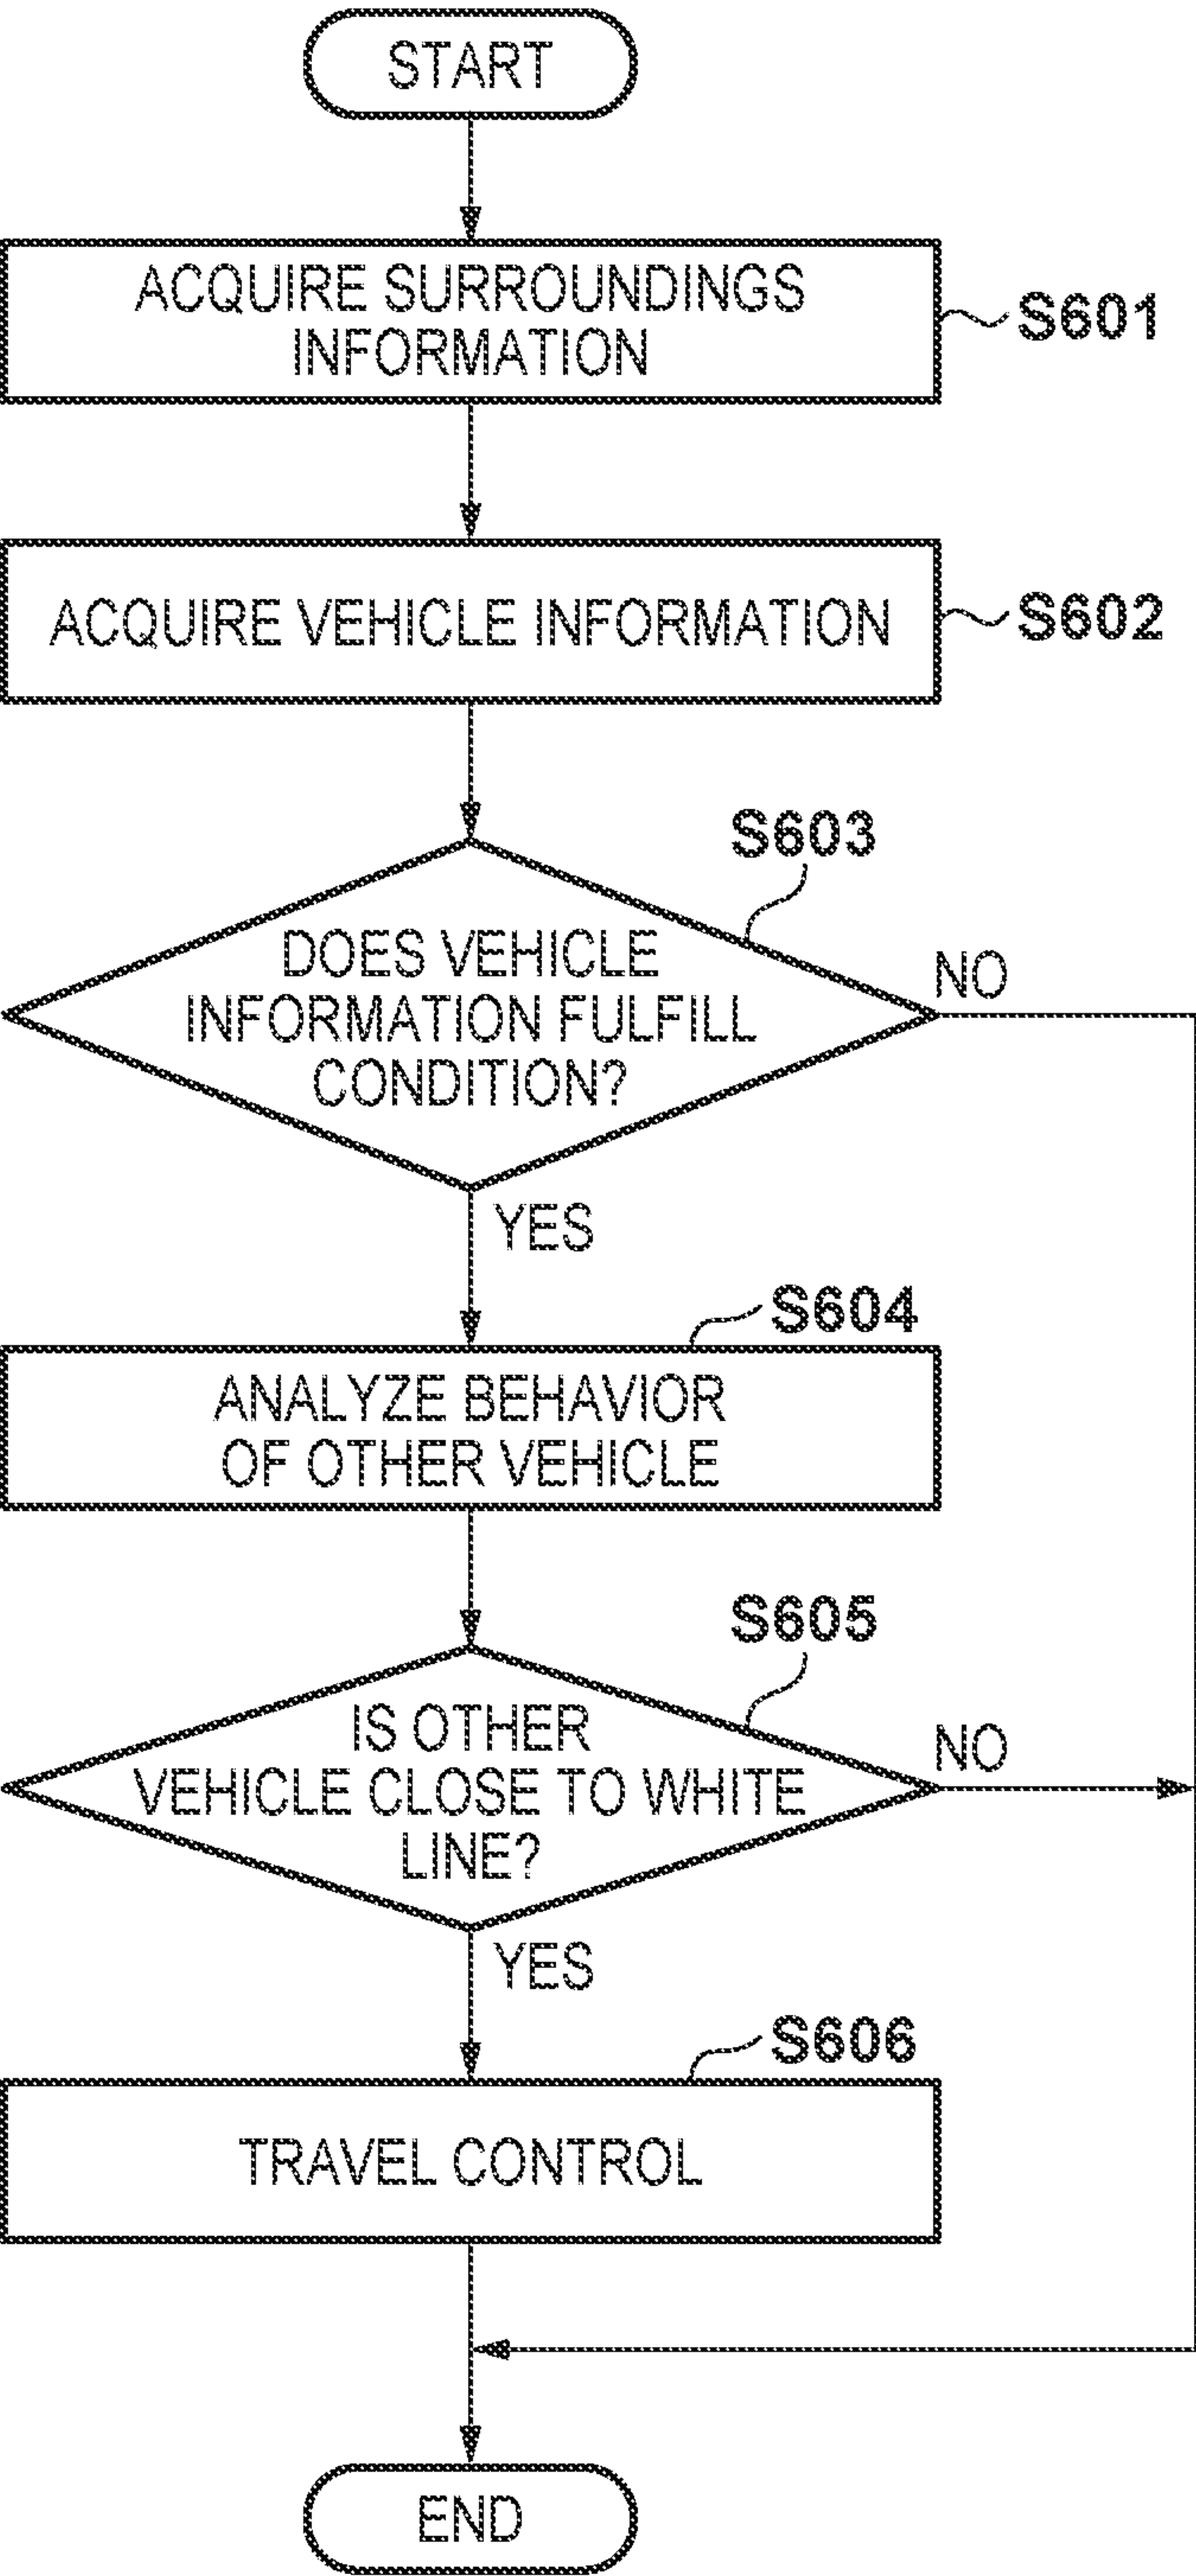 START
ACQUIRE SURROUNDINGS
INFORMATION
S601
ACQUIRE VEHICLE INFORMATION
S602
S603
DOES VEHICLE
INFORMATION FULFILL
CONDITION?
NO
YES
S604
ANALYZE BEHAVIOR
OF OTHER VEHICLE
S605
IS OTHER
VEHICLE CLOSE TO WHITE
LINE?
NO
YES
S606
TRAVEL CONTROL
END